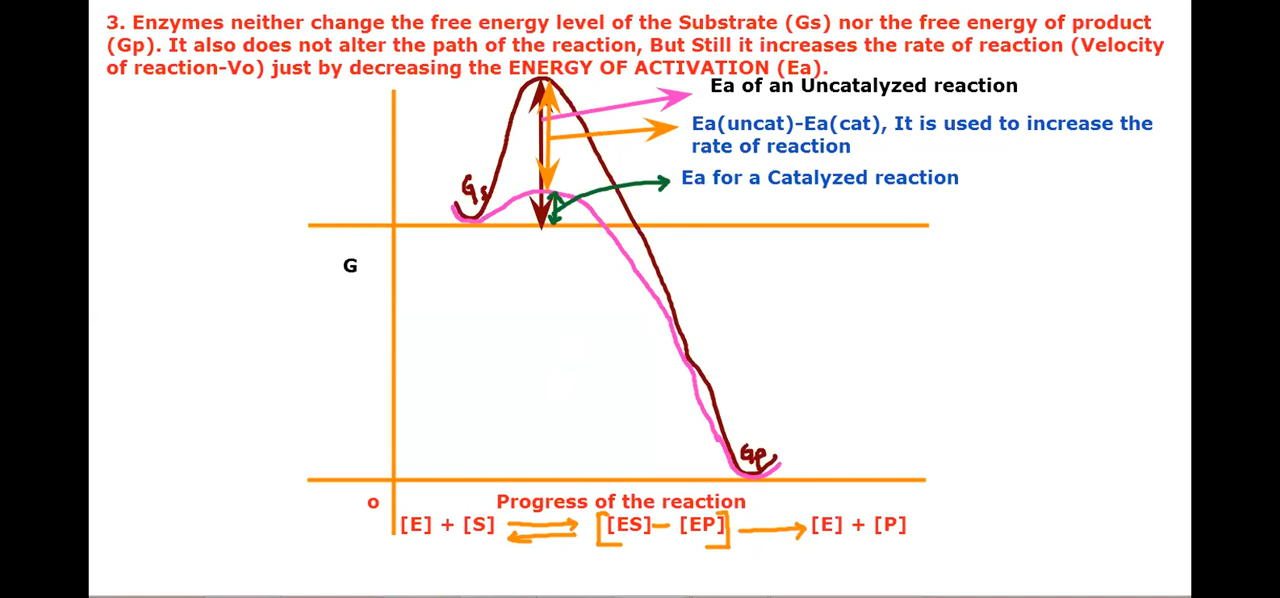 3. Enzymes neither change the free energy level of the Substrate (Gs) nor the free energy of product
(Gp). It also does not alter the path of the reaction, But Still it increases the rate of reaction (Velocity
of reaction-Vo) just by decreasing the ENERGY OF ACTIVATION (Ea).
Ea of an Uncatalyzed reaction
Ea(uncat)-Ea(cat), It is used to increase the
rate of reaction
Ea for a Catalyzed reaction
Gs
G
Gp
o
Progress of the reaction
[E] + [S] [[ES]- [EP]] [E] + [P]